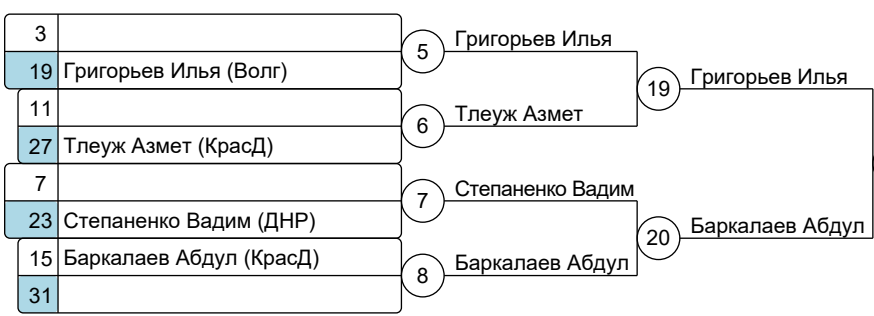 3
19 Григорьев Илья (Волг)
11
27 Тлеуж Азмет (КрасД)
7
23 Степаненко Вадим (ДНР)
15 Баркалаев Абдул (КрасД)
31
5 Григорьев Илья
6 Тлеуж Азмет
7 Степаненко Вадим
8 Баркалаев Абдул
19 Григорьев Илья
20 Баркалаев Абдул